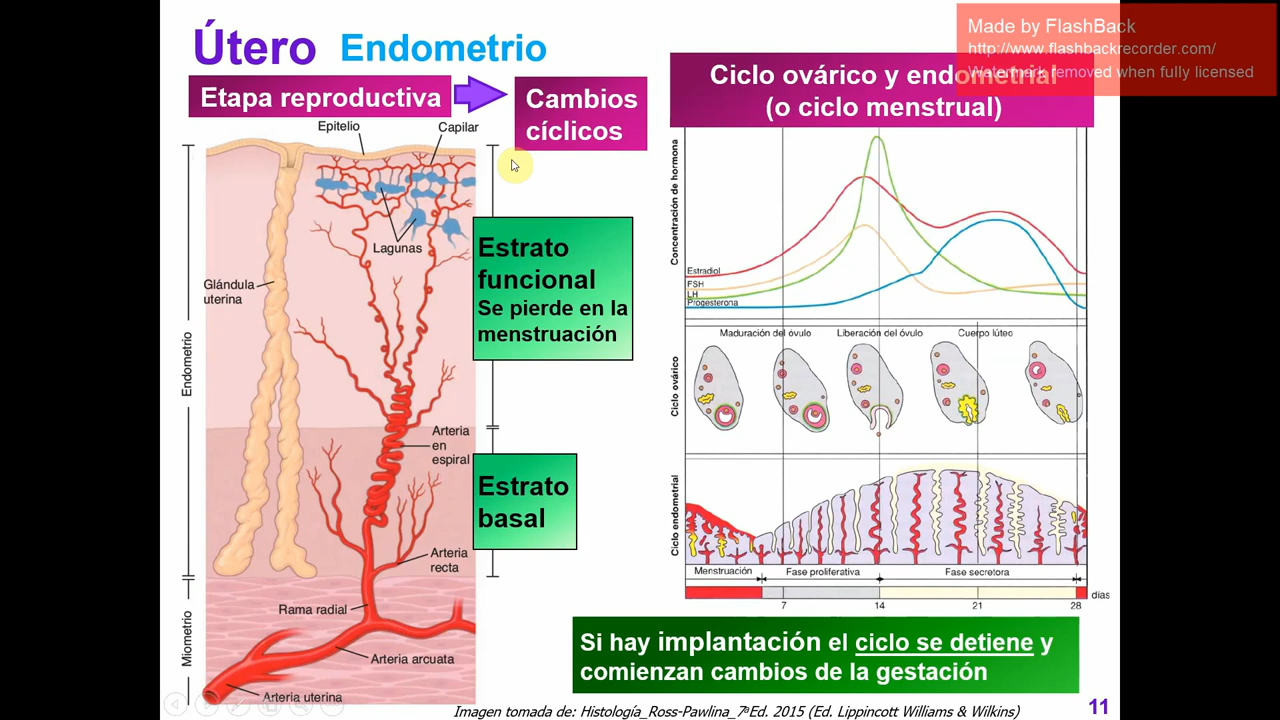 Útero Endometrio
Made by FlashBack
http://www.flashbackrecorder.com/
Watermark removed when fully licensed
Etapa reproductiva
Cambios
cíclicos
Ciclo ovárico y endometrial
(o ciclo menstrual)
Epitelio
Capilar
Lagunas
Glándula
uterina
Endometrio
Estrato
funcional
Se pierde en la
menstruación
Arteria
en
espiral
Estrato
basal
Arteria
recta
Rama radial
Miometrio
Arteria arcuata
Arteria uterina
Concentración de hormona
Estradiol
FSH
LH
Progesterona
Maduración del óvulo
Liberación del óvulo
Cuerpo lúteo
Ciclo ovárico
Ciclo endometrial
Menstruación
Fase proliferativa
Fase secretora
7
14
21
28
días
Si hay implantación el ciclo se detiene y
comienzan cambios de la gestación
Imagen tomada de: Histología_Ross-Pawlina_7ªEd. 2015 (Ed. Lippincott Williams & Wilkins)
11